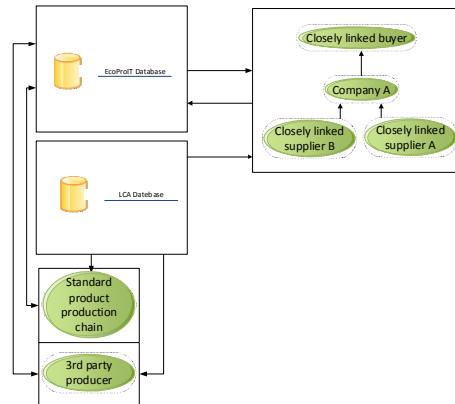 Closely linked buyer
EcoProIT Database
Company A
Closely linked
supplier B
Closely linked
supplier A
LCA Datebase
Standard
product
production
chain
3rd party
producer